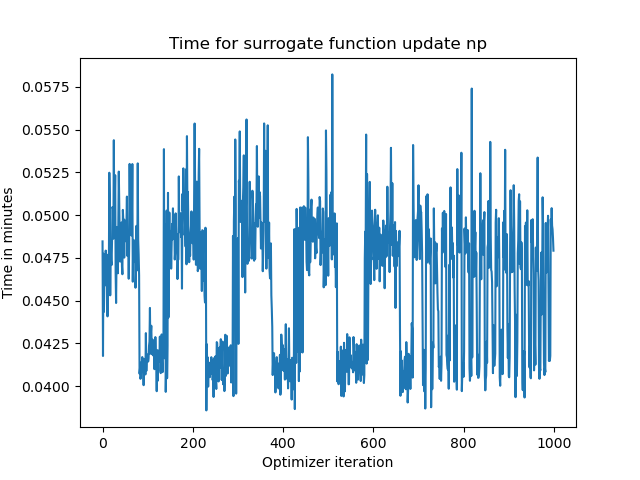 Time for surrogate function update np
0.0575
0.0550
0.0525
0.0500
0.0475
0.0450
0.0425
0.0400
Time in minutes
0 200 400 600 800 1000
Optimizer iteration